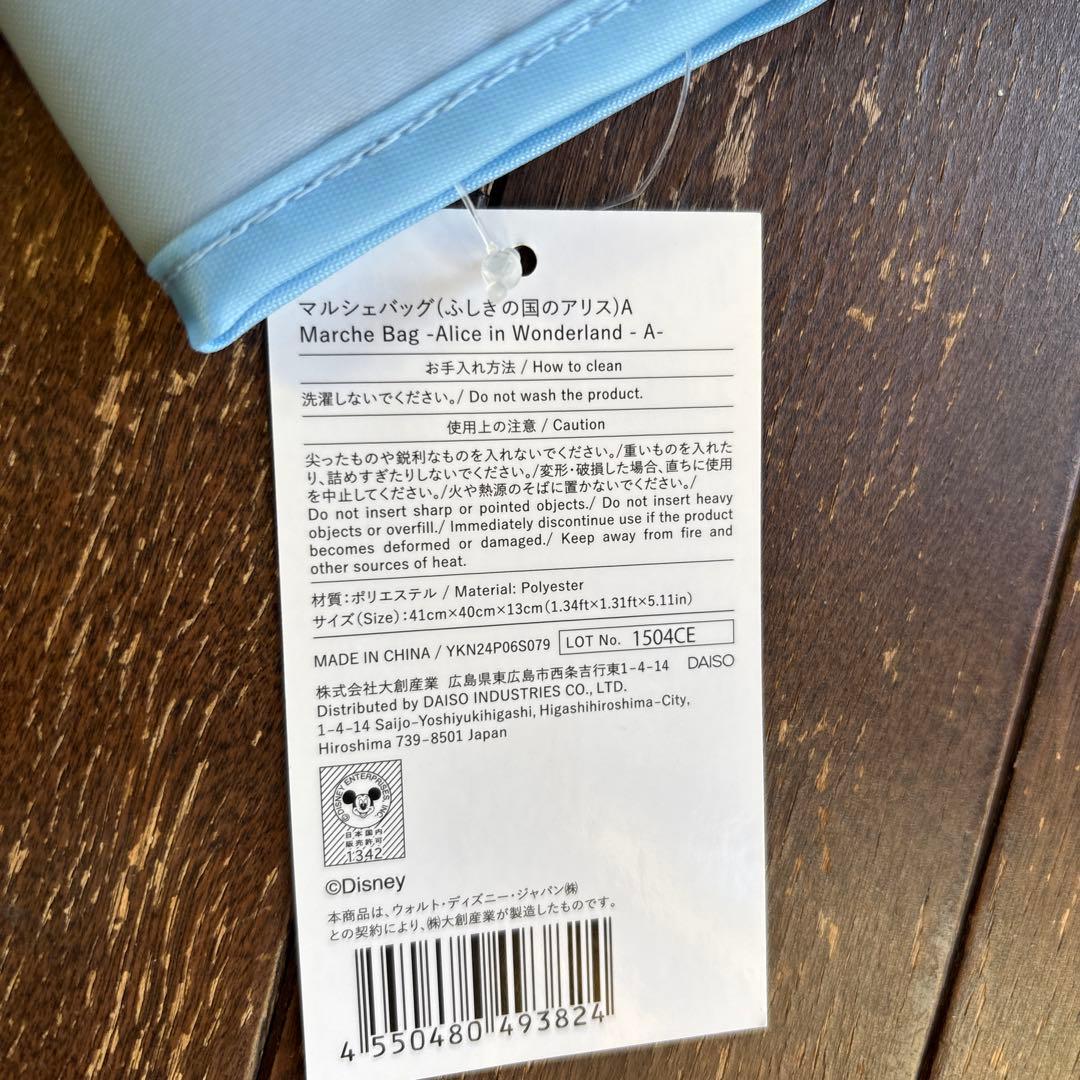 マルシェバッグ(ふしぎの国のアリス)A
Marche Bag -Alice in Wonderland - A-
お手入れ方法 / How to clean
洗濯しないでください。/ Do not wash the product.
使用上の注意 / Caution
尖ったものや鋭利なものを入れないでください。/重いものを入れた
り、詰めすぎたりしないでください。/変形・破損した場合、直ちに使用
を中止してください。/火や熱源のそばに置かないでください。/
Do not insert sharp or pointed objects./ Do not insert heavy
objects or overfill./ Immediately discontinue use if the product
becomes deformed or damaged./ Keep away from fire and
other sources of heat.
材質:ポリエステル / Material: Polyester
サイズ(Size):41cm×40cm×13cm(1.34ft×1.31ft×5.11in)
MADE IN CHINA / YKN24P06S079 LOT No. 1504CE
株式会社大創産業 広島県東広島市西条吉行東1-4-14 DAISO
Distributed by DAISO INDUSTRIES CO., LTD.
1-4-14 Saijo-Yoshiyukihigashi, Higashihiroshima-City,
Hiroshima 739-8501 Japan
©DISNEY ENTERPRISES, INC.
日本国内
販売許可
1342
©Disney
本商品は、ウォルト・ディズニー・ジャパン㈱
との契約により、㈱大創産業が製造したものです。
4 550480 493824